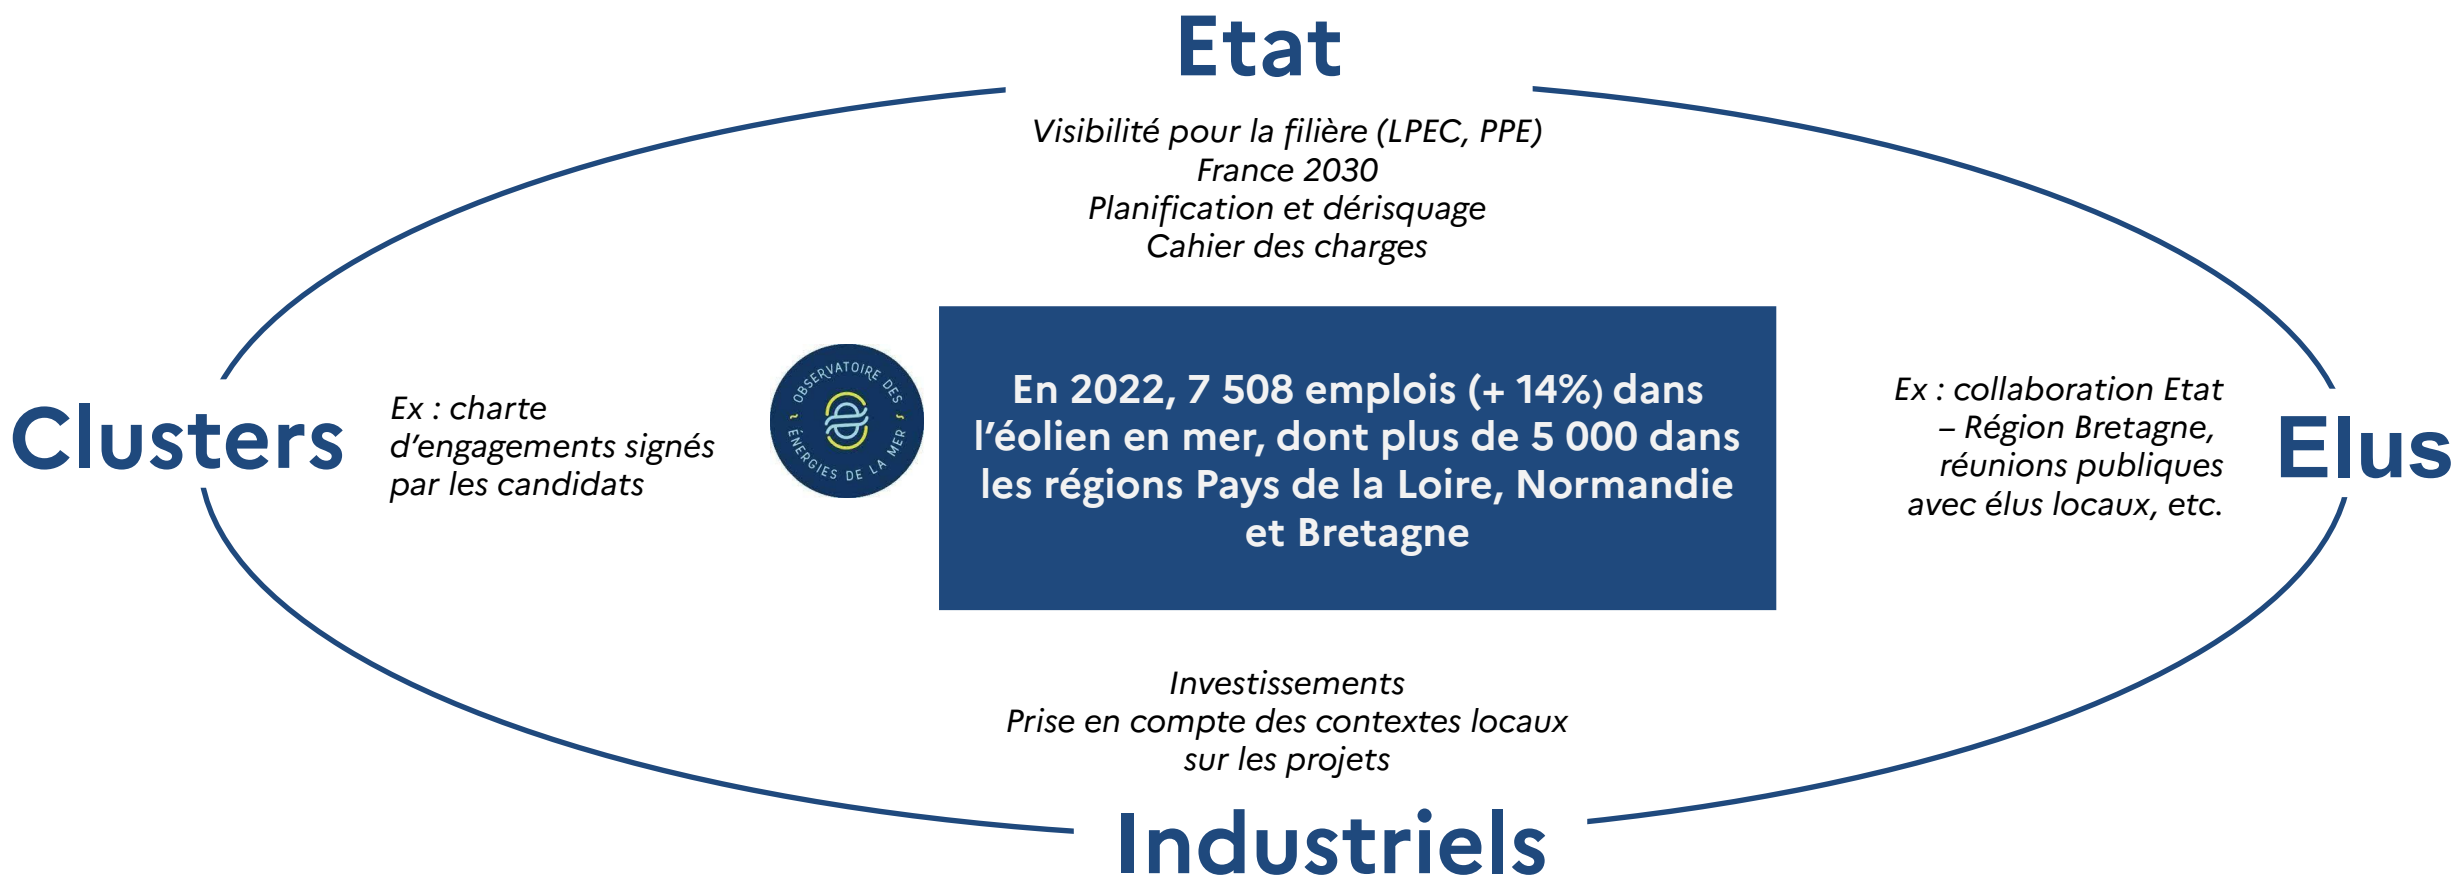 Etat
Visibilité pour la filière (LPEC, PPE)
France 2030
Planification et dérisquage
Cahier des charges
Clusters
Ex : charte
d’engagements signés
par les candidats
OBSERVATOIRE DES
ÉNERGIES DE LA MER
En 2022, 7 508 emplois (+ 14%) dans
l’éolien en mer, dont plus de 5 000 dans
les régions Pays de la Loire, Normandie
et Bretagne
Ex : collaboration Etat
– Région Bretagne,
réunions publiques
avec élus locaux, etc.
Elus
Investissements
Prise en compte des contextes locaux
sur les projets
Industriels